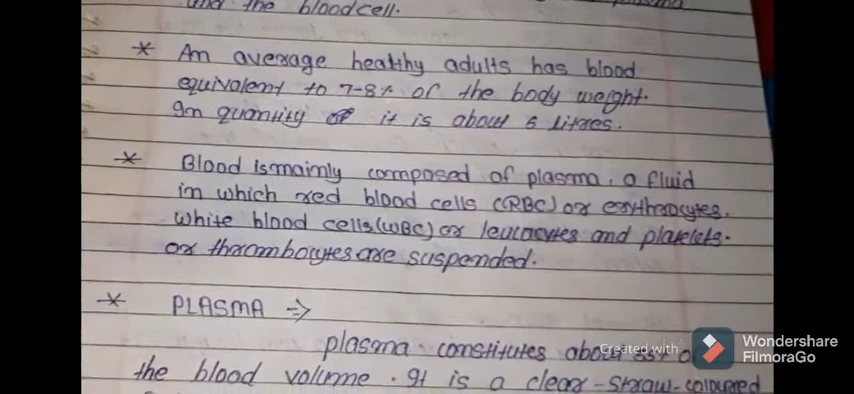 and the bloodcell.
* An average healthy adults has blood
equivalent to 7-8% of the body weight.
In quantity of it is about 5 litres.
* Blood is mainly composed of plasma, a fluid
in which red blood cells (RBC) or erythrocytes,
white blood cells (WBC) or leucocytes and platelets.
or thrombocytes are suspended.
* PLASMA ⇒
plasma constitutes about
the blood volume. It is a clear-straw-coloured
Created with
Wondershare
FilmoraGo